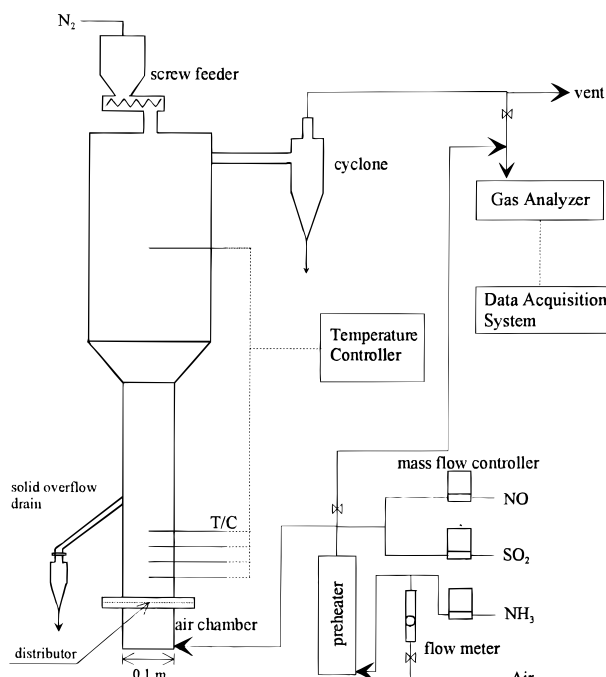 N2
screw feeder
vent
cyclone
Gas Analyzer
Data Acquisition
System
Temperature
Controller
mass flow controller
solid overflow
drain
NO
T/C
SO2
preheater
NH3
air chamber
flow meter
distributor
0.1 m
Air